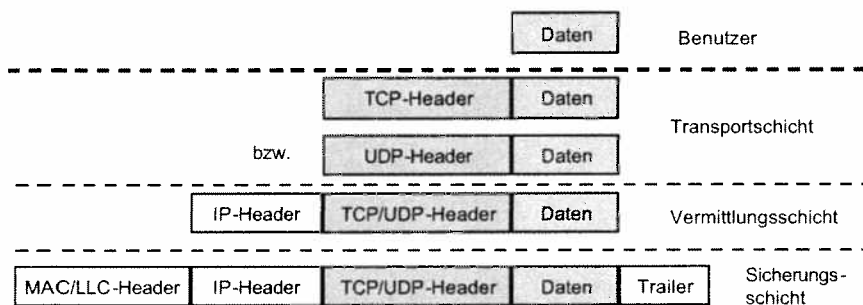 Daten Benutzer
TCP-Header Daten
Transportschicht
bzw. UDP-Header Daten
IP-Header TCP/UDP-Header Daten Vermittlungsschicht
MAC/LLC-Header IP-Header TCP/UDP-Header Daten Trailer Sicherungs-
schicht